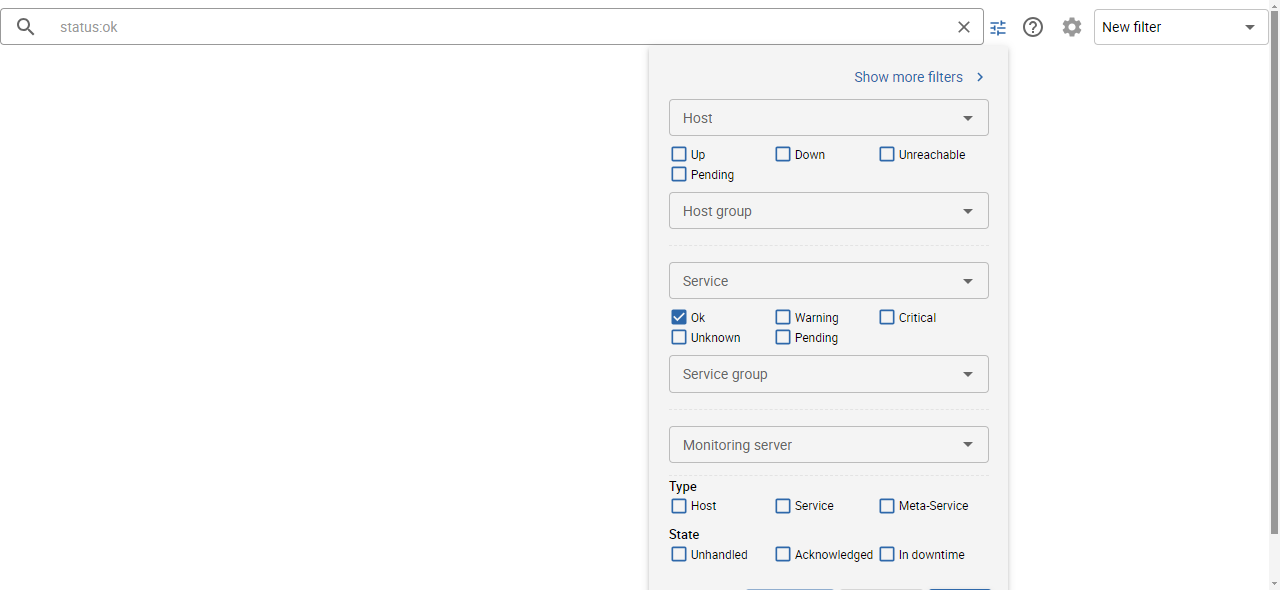 status:ok
New filter
Show more filters
Host
Up Down Unreachable
Pending
Host group
Service
Ok Warning Critical
Unknown Pending
Service group
Monitoring server
Type
Host Service Meta-Service
State
Unhandled Acknowledged In downtime